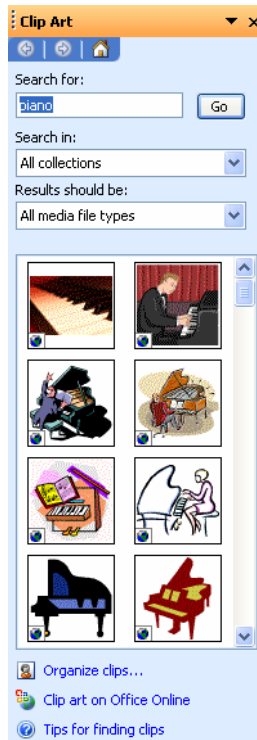 Clip Art
Search for:
piano
Go
Search in:
All collections
Results should be:
All media file types
Organize clips...
Clip art on Office Online
Tips for finding clips